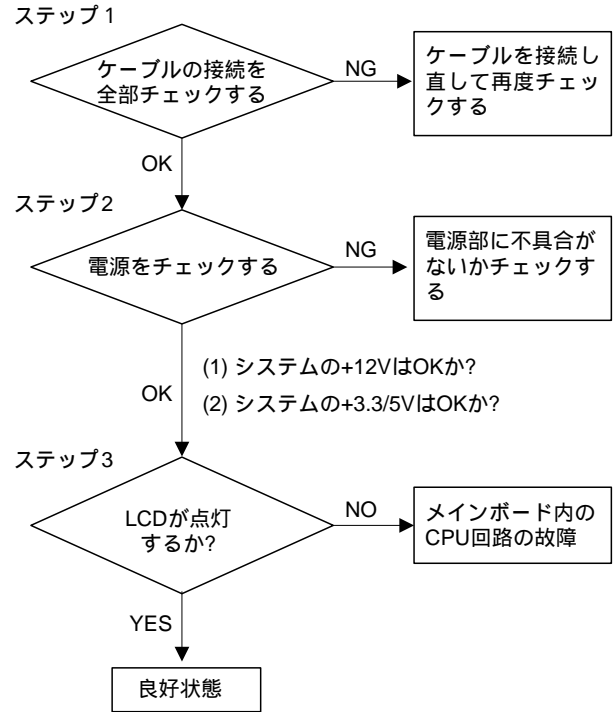 ステップ1
ケーブルの接続を
全部チェックする
NG
ケーブルを接続し
直して再度チェッ
クする
OK
ステップ2
電源をチェックする
NG
電源部に不具合が
ないかチェックす
る
OK
(1) システムの+12VはOKか?
(2) システムの+3.3/5VはOKか?
ステップ3
LCDが点灯
するか?
NO
メインボード内の
CPU回路の故障
YES
良好状態